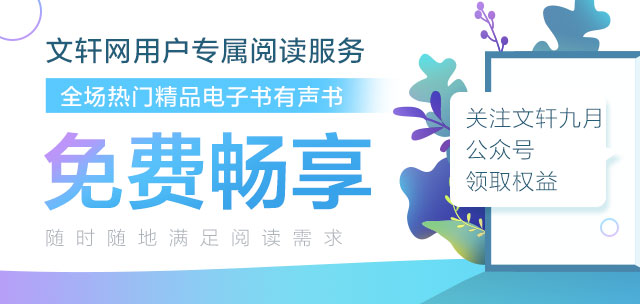 文轩网用户专属阅读服务
全场热门精品电子书有声书
免费畅享
随时随地满足阅读需求
关注文轩九月
公众号
领取权益